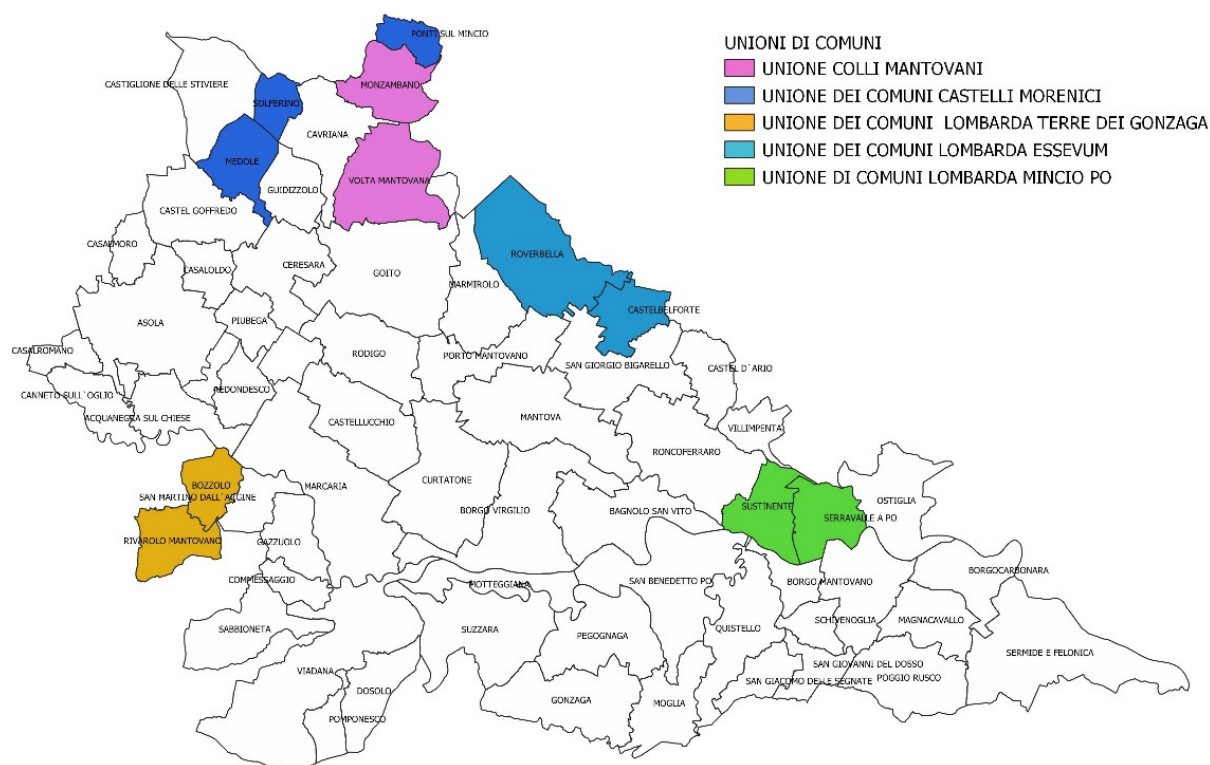 UNIONI DI COMUNI
UNIONE COLLI MANTOVANI
UNIONE DEI COMUNI CASTELLI MORENICI
UNIONE DEI COMUNI LOMBARDA TERRE DEI GONZAGA
UNIONE DEI COMUNI LOMBARDA ESSEVUM
UNIONE DI COMUNI LOMBARDA MINCIO PO
PONTI SUL MINCIO
CASTIGLIONE DELLE STIVIERE
MONZAMBANO
SOLFERINO
CAVRIANA
MEDOLE
VOLTA MANTOVANA
GUIDIZZOLO
CASTEL GOFFREDO
CASALMORO
ROVERBELLA
CERESARA
CASALOLDO
GOITO
MARMIROLO
CASTELBELFORTE
ASOLA
PIUBEGA
CASALROMANO
RODIGO
PORTO MANTOVANO
SAN GIORGIO BIGARELLO
CASTEL D`ARIO
REDONDESCO
CANNETO SULL`OGLIO
ACQUANEGRA SUL CHIESE
CASTELLUCCHIO
MANTOVA
VILLIMPENTA
RONCOFERRARO
CURTATONE
BOZZOLO
MARCARIA
SAN MARTINO DALL`ARGINE
OSTIGLIA
SUSTINENTE
BORGO VIRGILIO
BAGNOLO SAN VITO
SERRAVALLE A PO
RIVAROLO MANTOVANO
GAZZUOLO
BORGOCARBONARA
COMMESSAGGIO
MOTTEGGIANA
SAN BENEDETTO PO
BORGO MANTOVANO
SABBIONETA
SUZZARA
PEGOGNAGA
QUISTELLO
SCHIVENOGLIA
MAGNACAVALLO
SERMIDE E FELONICA
VIADANA
SAN GIOVANNI DEL DOSSO
SAN GIACOMO DELLE SEGNATE
POGGIO RUSCO
DOSOLO
GONZAGA
MOGLIA
POMPONESCO